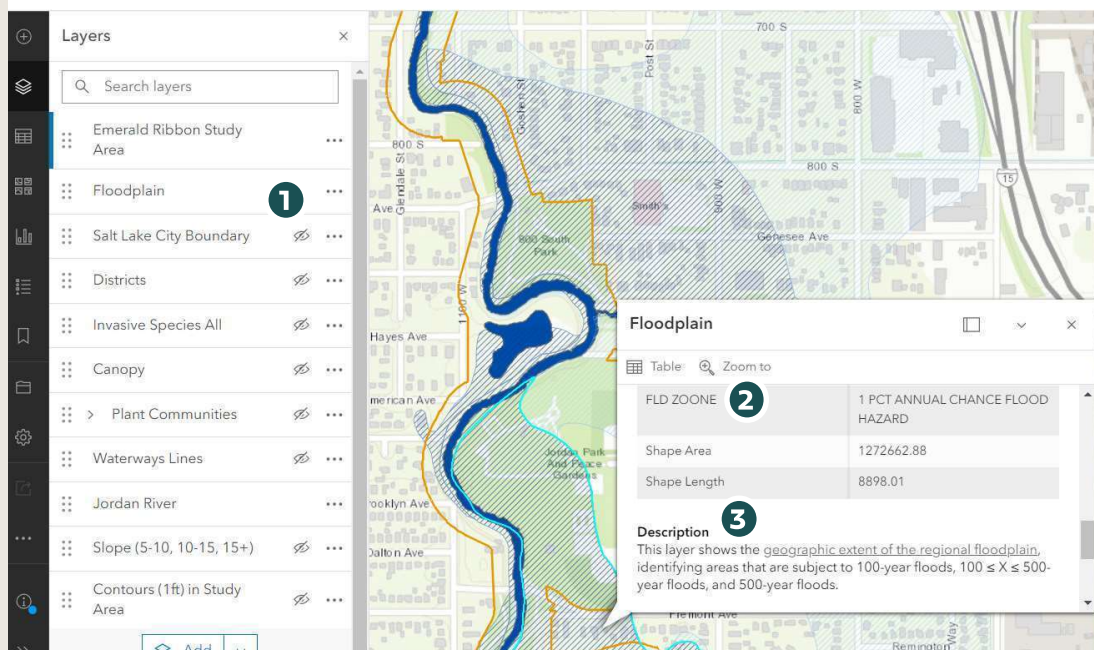 Layers
Search layers
Emerald Ribbon Study
Area
Floodplain
1
Salt Lake City Boundary
Districts
Invasive Species All
Canopy
Plant Communities
Waterways Lines
Jordan River
Slope (5-10, 10-15, 15+)
Contours (1ft) in Study
Area
Add
700 S
Post St
Goshen St
600 W
800 S
Glendale St
800 S
15
Ave
Smith's
900 W
800 South
Park
Genesee Ave
1100 W
Hayes Ave
merican Ave
Jordan Park
And Peace
Gardens
rooklyn Ave
Dalton Ave
Floodplain
Table
Zoom to
FLD ZOONE
2
1 PCT ANNUAL CHANCE FLOOD
HAZARD
Shape Area
1272662.88
Shape Length
8898.01
3
Description
This layer shows the geographic extent of the regional floodplain,
identifying areas that are subject to 100-year floods, 100 ≤ X ≤ 500-
year floods, and 500-year floods.
Fremont Ave
Remington
Way